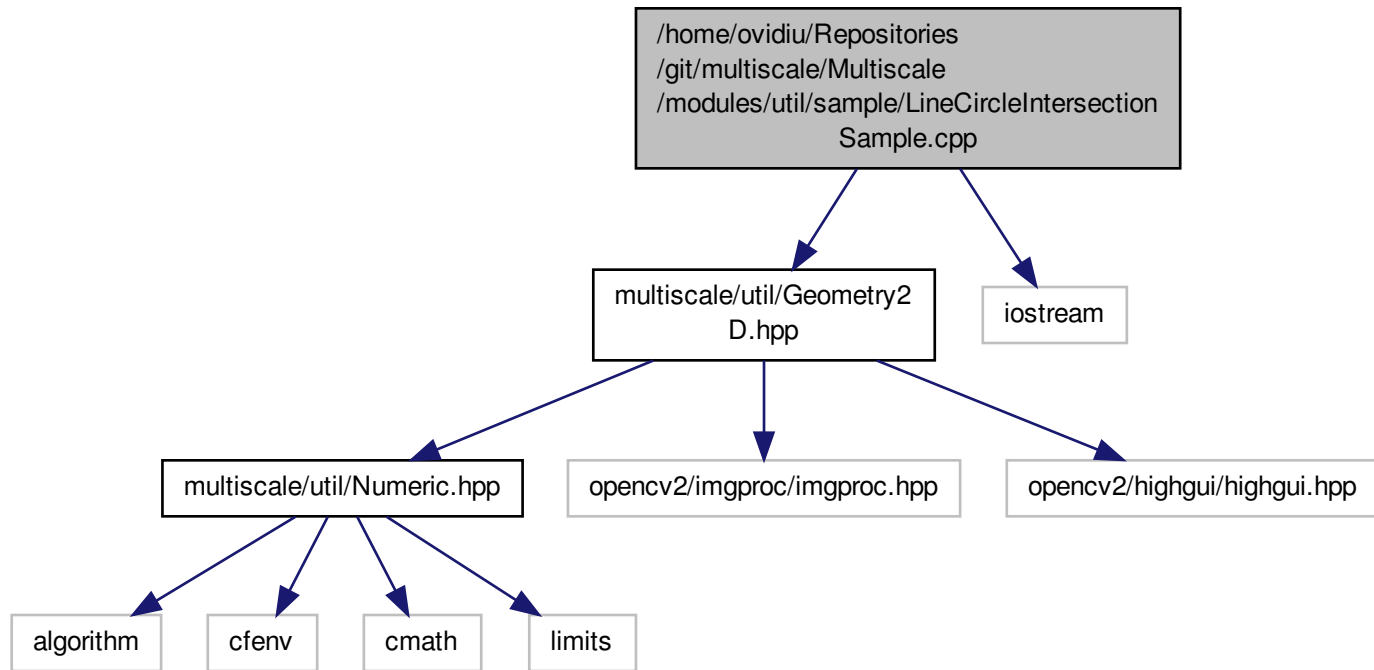 /home/ovidiu/Repositories
/git/multiscale/Multiscale
/modules/util/sample/LineCircleIntersection
Sample.cpp
multiscale/util/Geometry2
D.hpp
iostream
multiscale/util/Numeric.hpp
opencv2/imgproc/imgproc.hpp
opencv2/highgui/highgui.hpp
algorithm
cfenv
cmath
limits